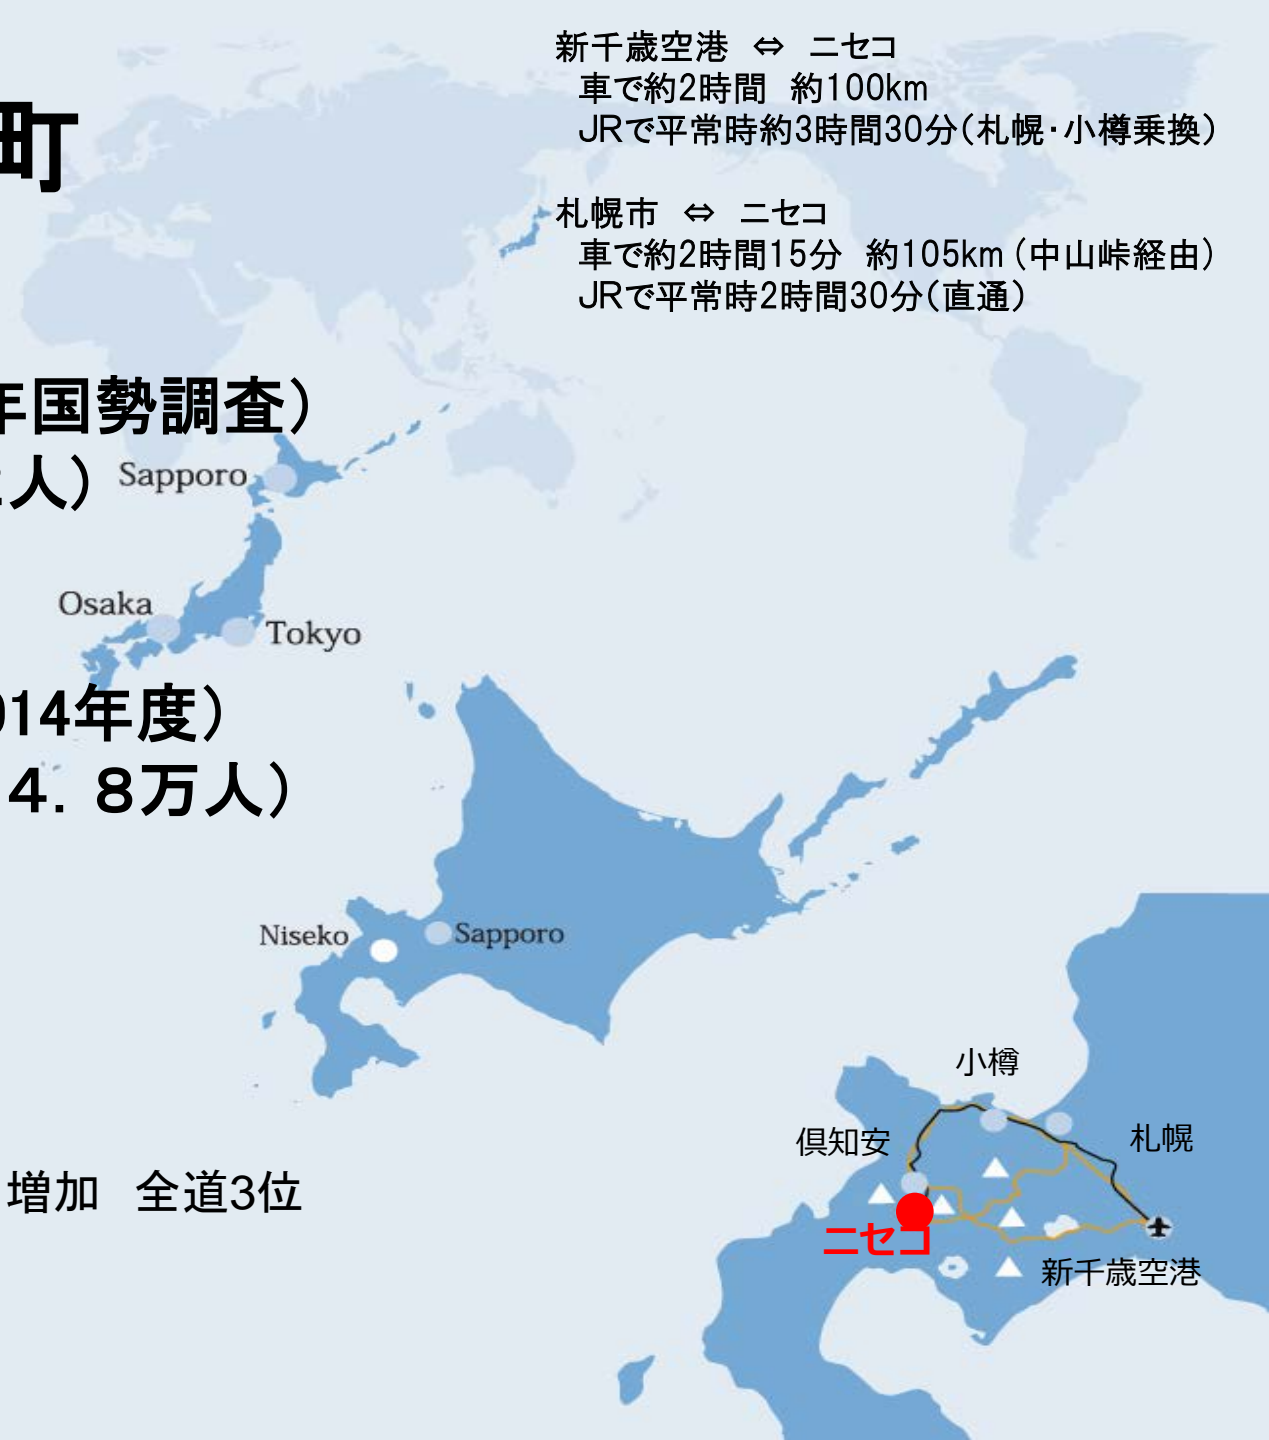 新千歳空港 ⇔ ニセコ
車で約2時間 約100km
JRで平常時約3時間30分(札幌・小樽乗換)
町
札幌市 ⇔ ニセコ
車で約2時間15分 約105km(中山峠経由)
JRで平常時2時間30分(直通)
年国勢調査)
人)
Sapporo
Osaka
Tokyo
014年度)
4.8万人)
Niseko
Sapporo
小樽
倶知安
札幌
増加 全道3位
ニセコ
新千歳空港